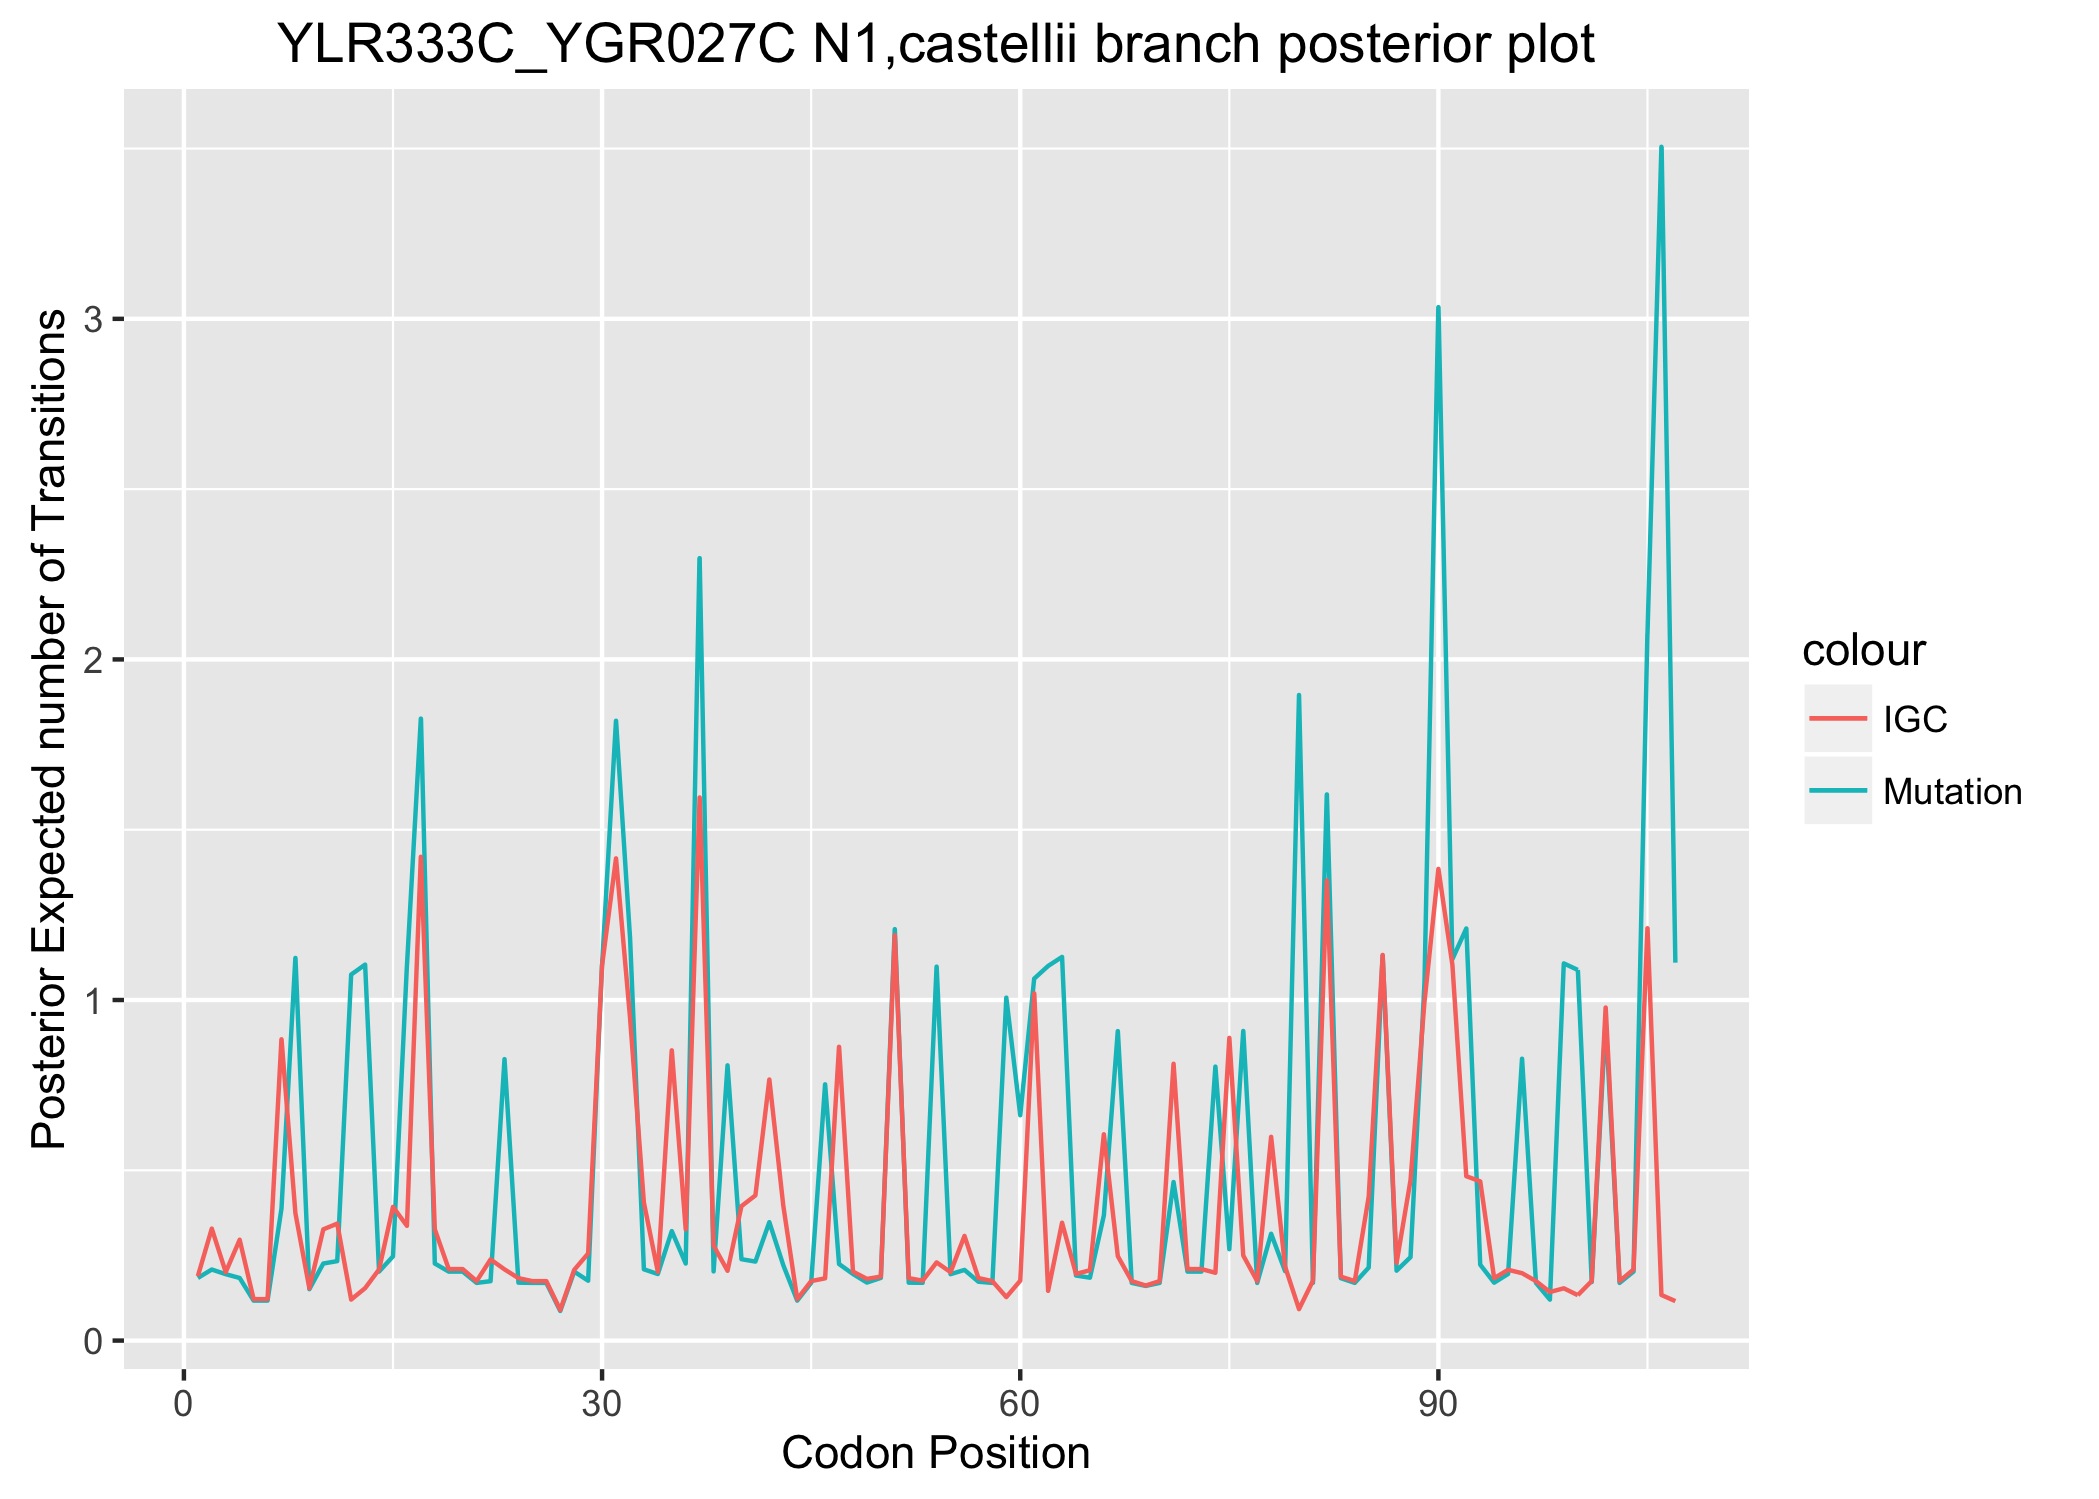 YLR333C_YGR027C N1,castellii branch posterior plot
Posterior Expected number of Transitions
3
2
1
0
0
30
60
90
Codon Position
colour
IGC
Mutation